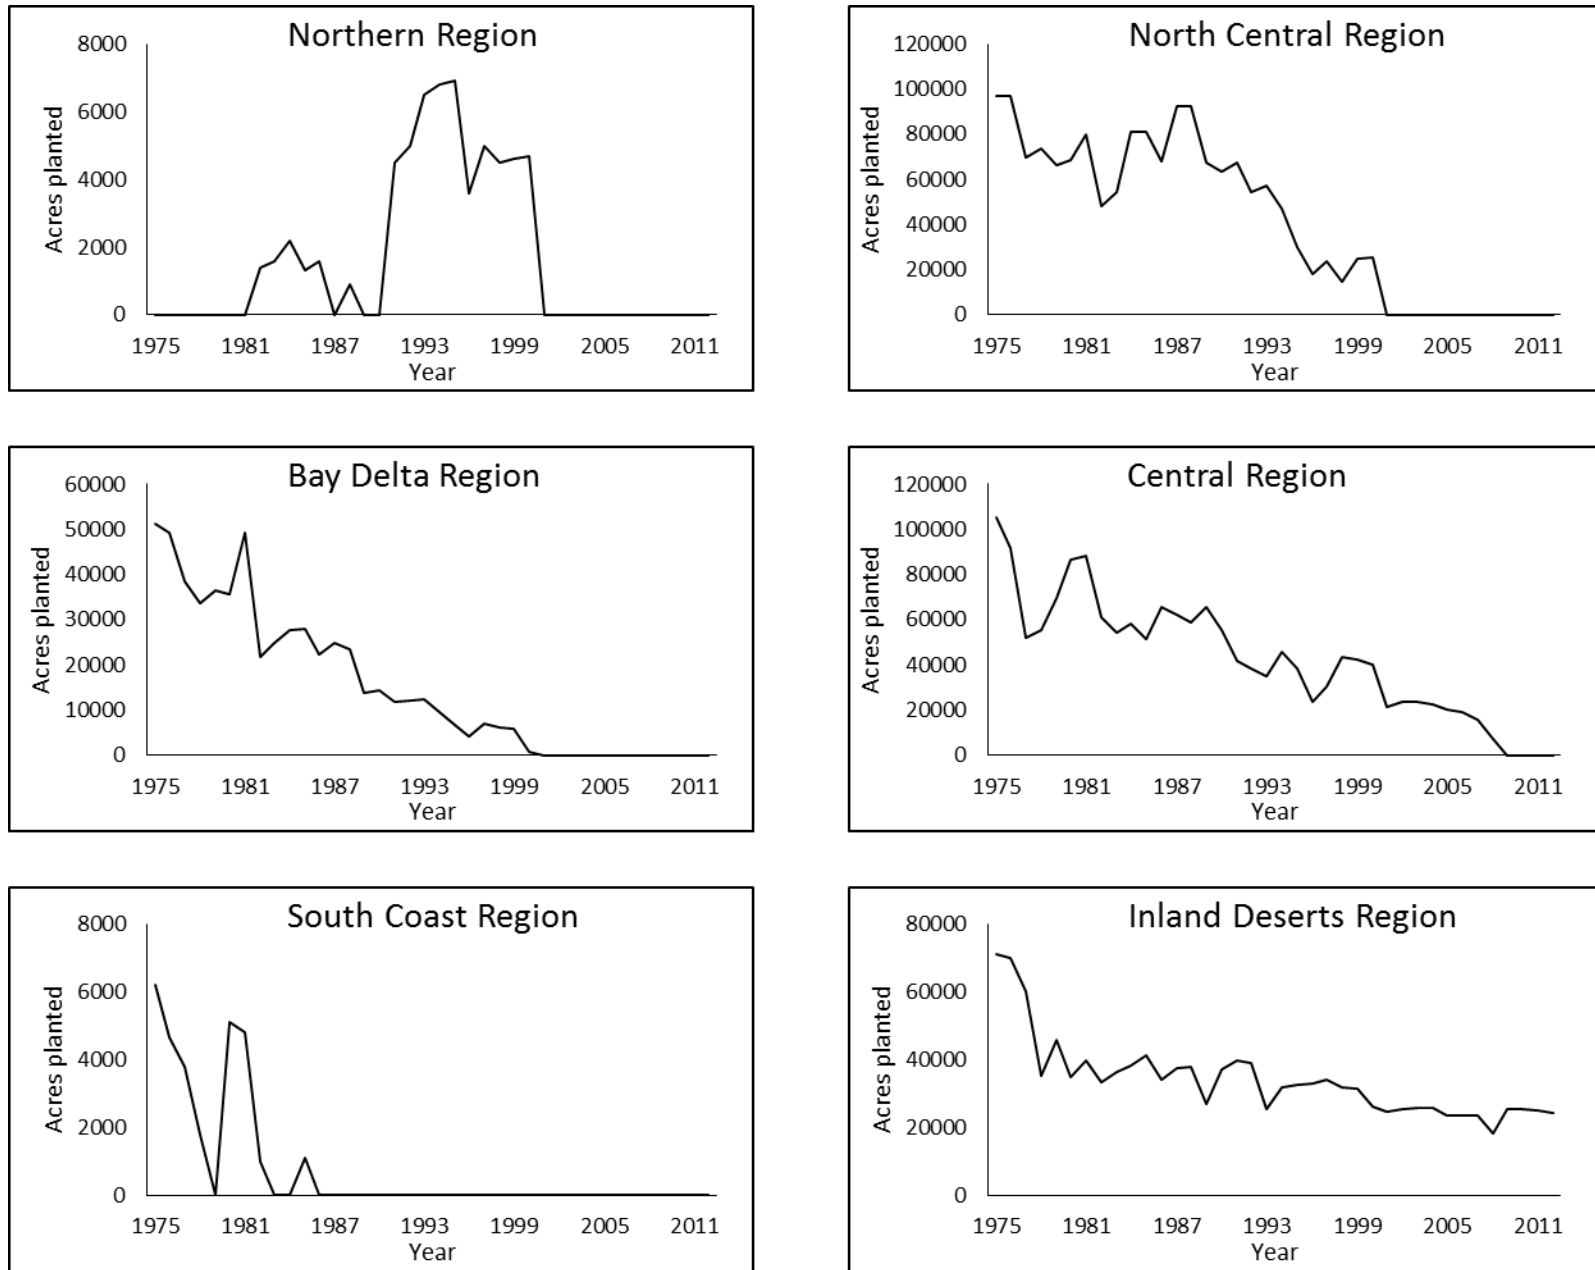 Northern Region
8000
6000
4000
2000
0
Acres planted
1975 1981 1987 1993 1999 2005 2011
Year
North Central Region
120000
100000
80000
60000
40000
20000
0
Acres planted
1975 1981 1987 1993 1999 2005 2011
Year
Bay Delta Region
60000
50000
40000
30000
20000
10000
0
Acres planted
1975 1981 1987 1993 1999 2005 2011
Year
Central Region
120000
100000
80000
60000
40000
20000
0
Acres planted
1975 1981 1987 1993 1999 2005 2011
Year
South Coast Region
8000
6000
4000
2000
0
Acres planted
1975 1981 1987 1993 1999 2005 2011
Year
Inland Deserts Region
80000
60000
40000
20000
0
Acres planted
1975 1981 1987 1993 1999 2005 2011
Year